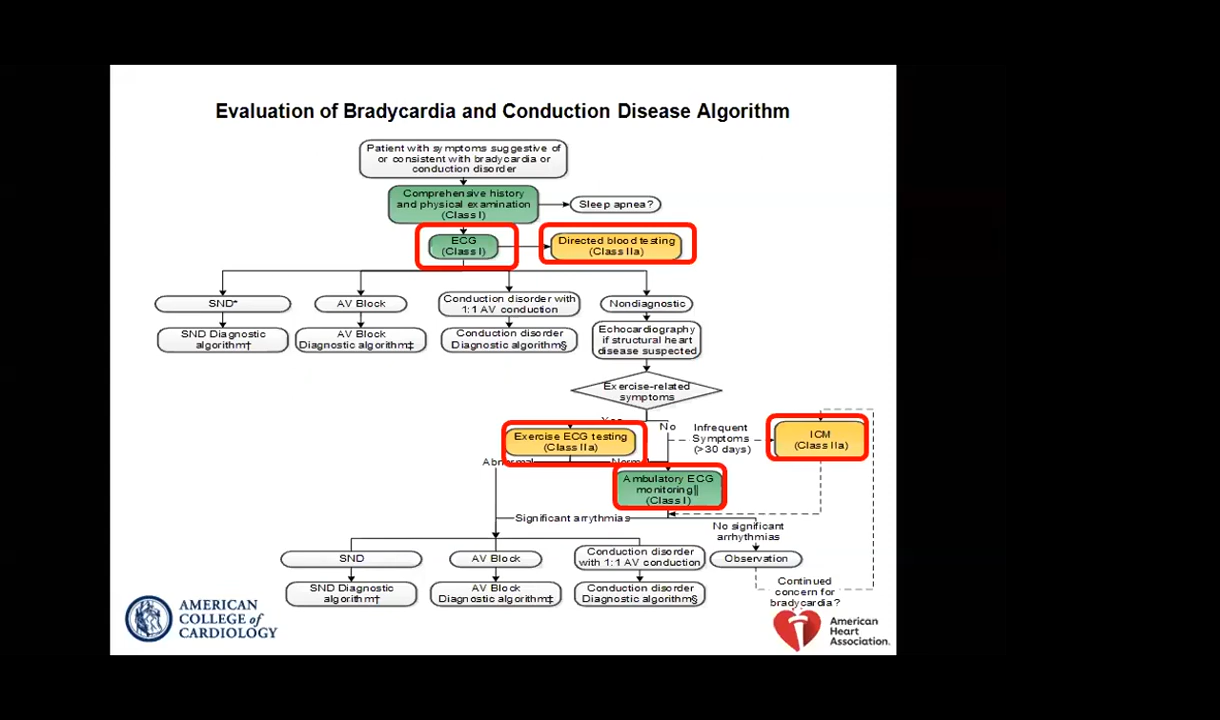 Evaluation of Bradycardia and Conduction Disease Algorithm
Patient with symptoms suggestive of
or consistent with bradycardia or
conduction disorder
Comprehensive history
and physical examination
(Class I)
Sleep apnea?
ECG
(Class I)
Directed blood testing
(Class IIa)
SND*
AV Block
Conduction disorder with
1:1 AV conduction
Nondiagnostic
SND Diagnostic
algorithm†
AV Block
Diagnostic algorithm‡
Conduction disorder
Diagnostic algorithm§
Echocardiography
if structural heart
disease suspected
Exercise-related
symptoms
Yes
No
Exercise ECG testing
(Class IIa)
Infrequent
Symptoms
(>30 days)
ICM
(Class IIa)
Abnormal
Normal
Ambulatory ECG
monitoring||
(Class I)
Significant arrythmias
No significant
arrhythmias
SND
AV Block
Conduction disorder
with 1:1 AV conduction
Observation
SND Diagnostic
algorithm†
AV Block
Diagnostic algorithm‡
Conduction disorder
Diagnostic algorithm§
Continued
concern for
bradycardia?
AMERICAN
COLLEGE of
CARDIOLOGY
American
Heart
Association.